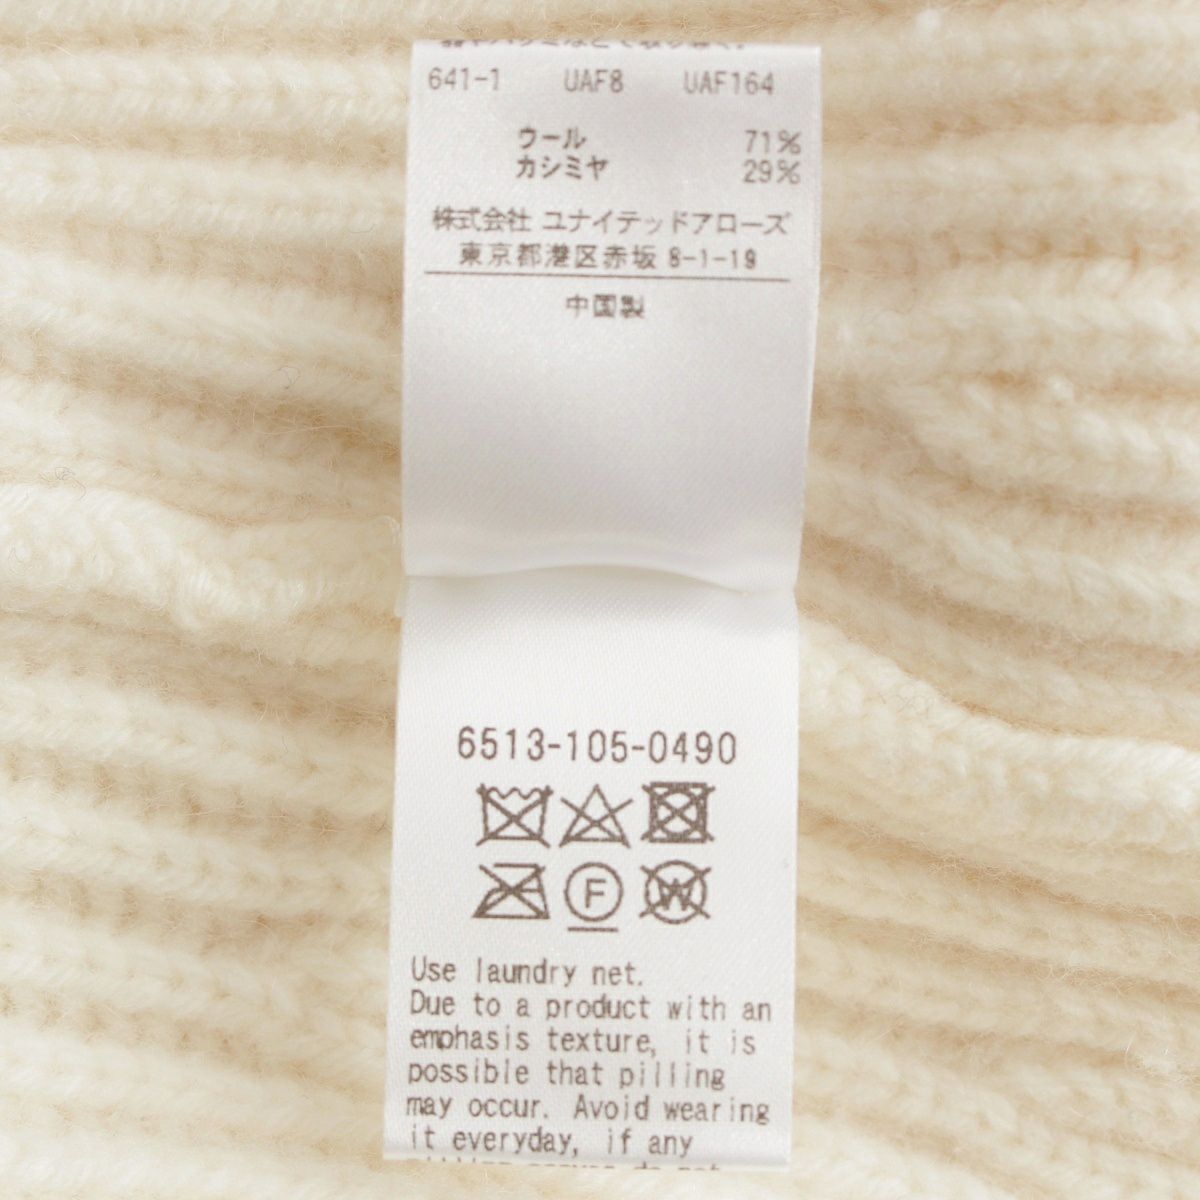 641-1 UAF8 UAF164
ウール 71%
カシミヤ 29%
株式会社 ユナイテッドアローズ
東京都港区赤坂 8-1-19
中国製
6513-105-0490
F
W
Use laundry net.
Due to a product with an
emphasis texture, it is
possible that pilling
may occur. Avoid wearing
it everyday, if any